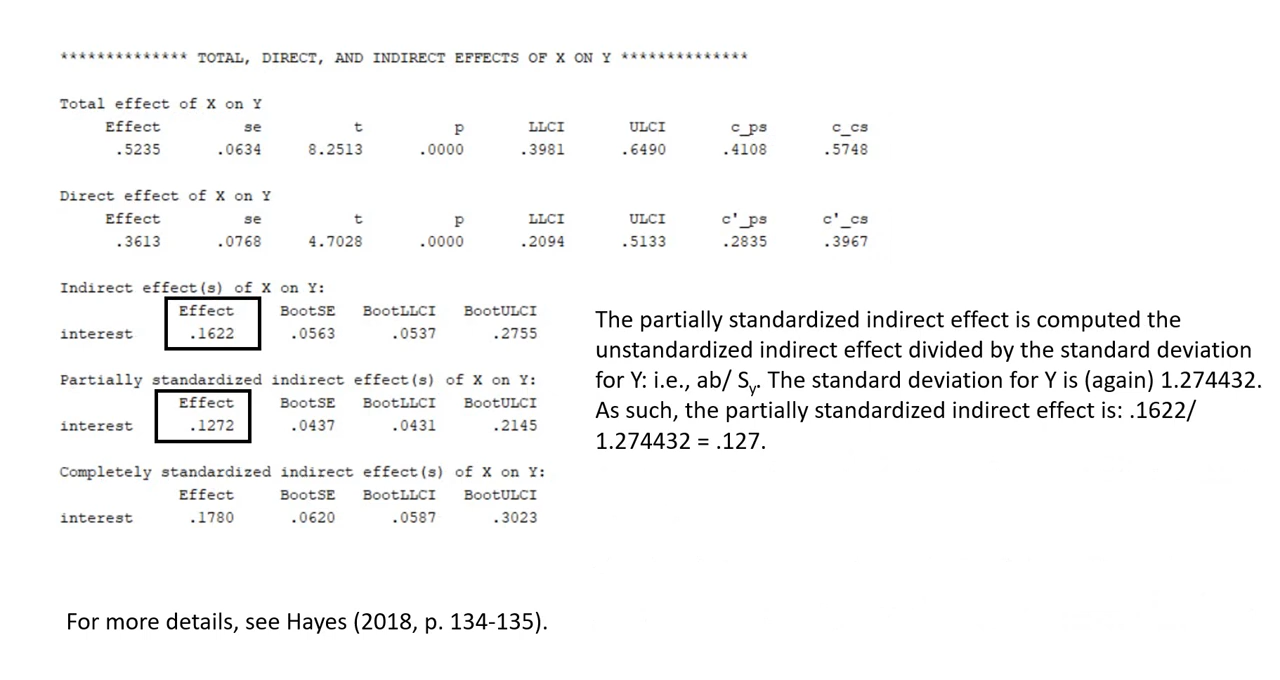 ************** TOTAL, DIRECT, AND INDIRECT EFFECTS OF X ON Y **************
Total effect of X on Y
Effect se t p LLCI ULCI c_ps c_cs
.5235 .0634 8.2513 .0000 .3981 .6490 .4108 .5748
Direct effect of X on Y
Effect se t p LLCI ULCI c'_ps c'_cs
.3613 .0768 4.7028 .0000 .2094 .5133 .2835 .3967
Indirect effect(s) of X on Y:
Effect BootSE BootLLCI BootULCI
interest .1622 .0563 .0537 .2755
Partially standardized indirect effect(s) of X on Y:
Effect BootSE BootLLCI BootULCI
interest .1272 .0437 .0431 .2145
Completely standardized indirect effect(s) of X on Y:
Effect BootSE BootLLCI BootULCI
interest .1780 .0620 .0587 .3023
The partially standardized indirect effect is computed the
unstandardized indirect effect divided by the standard deviation
for Y: i.e., ab/ Sy. The standard deviation for Y is (again) 1.274432.
As such, the partially standardized indirect effect is: .1622/
1.274432 = .127.
For more details, see Hayes (2018, p. 134-135).